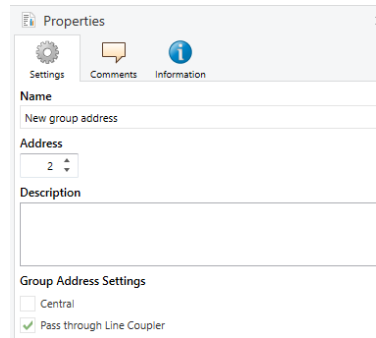 Properties
Settings Comments Information
Name
New group address
Address
2
Description
Group Address Settings
Central
Pass through Line Coupler